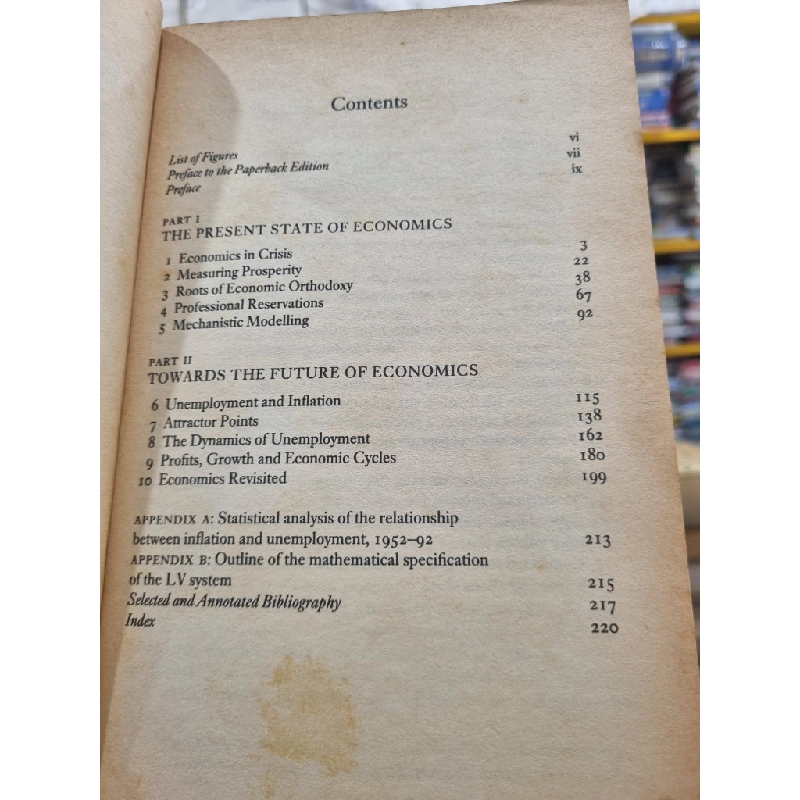 Contents
List of Figures vi
Preface to the Paperback Edition vii
Preface ix
PART I
THE PRESENT STATE OF ECONOMICS
1 Economics in Crisis 3
2 Measuring Prosperity 22
3 Roots of Economic Orthodoxy 38
4 Professional Reservations 67
5 Mechanistic Modelling 92
PART II
TOWARDS THE FUTURE OF ECONOMICS
6 Unemployment and Inflation 115
7 Attractor Points 138
8 The Dynamics of Unemployment 162
9 Profits, Growth and Economic Cycles 180
10 Economics Revisited 199
APPENDIX A: Statistical analysis of the relationship
between inflation and unemployment, 1952–92 213
APPENDIX B: Outline of the mathematical specification
of the LV system 215
Selected and Annotated Bibliography 217
Index 220